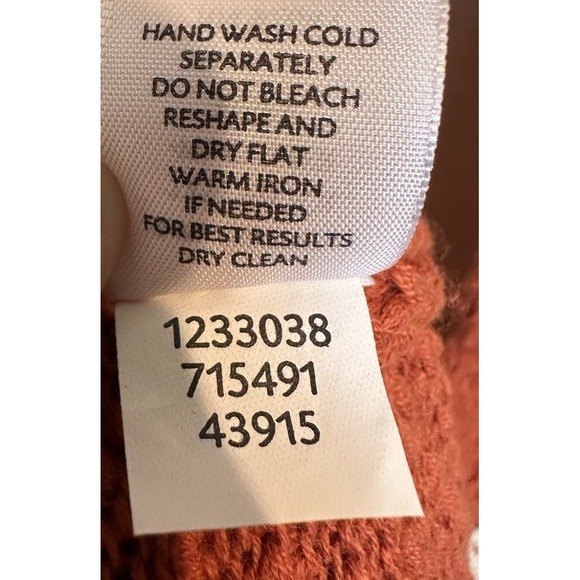 HAND WASH COLD
SEPARATELY
DO NOT BLEACH
RESHAPE AND
DRY FLAT
WARM IRON
IF NEEDED
FOR BEST RESULTS
DRY CLEAN
1233038
715491
43915